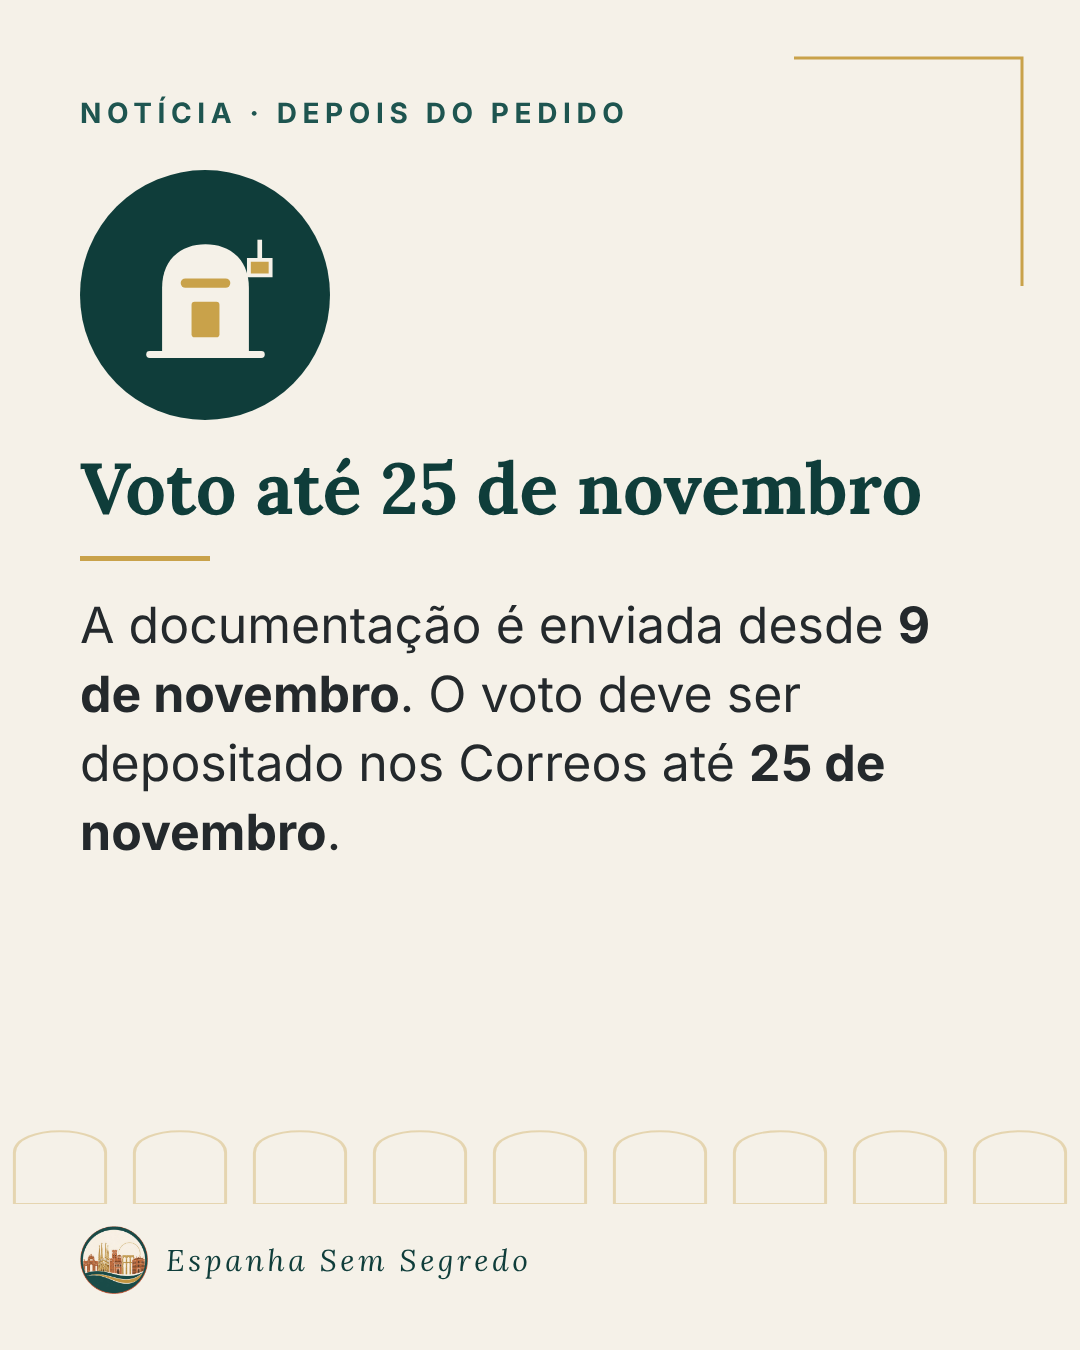 NOTÍCIA · DEPOIS DO PEDIDO
Voto até 25 de novembro
A documentação é enviada desde 9
de novembro. O voto deve ser
depositado nos Correos até 25 de
novembro.
Espanha Sem Segredo